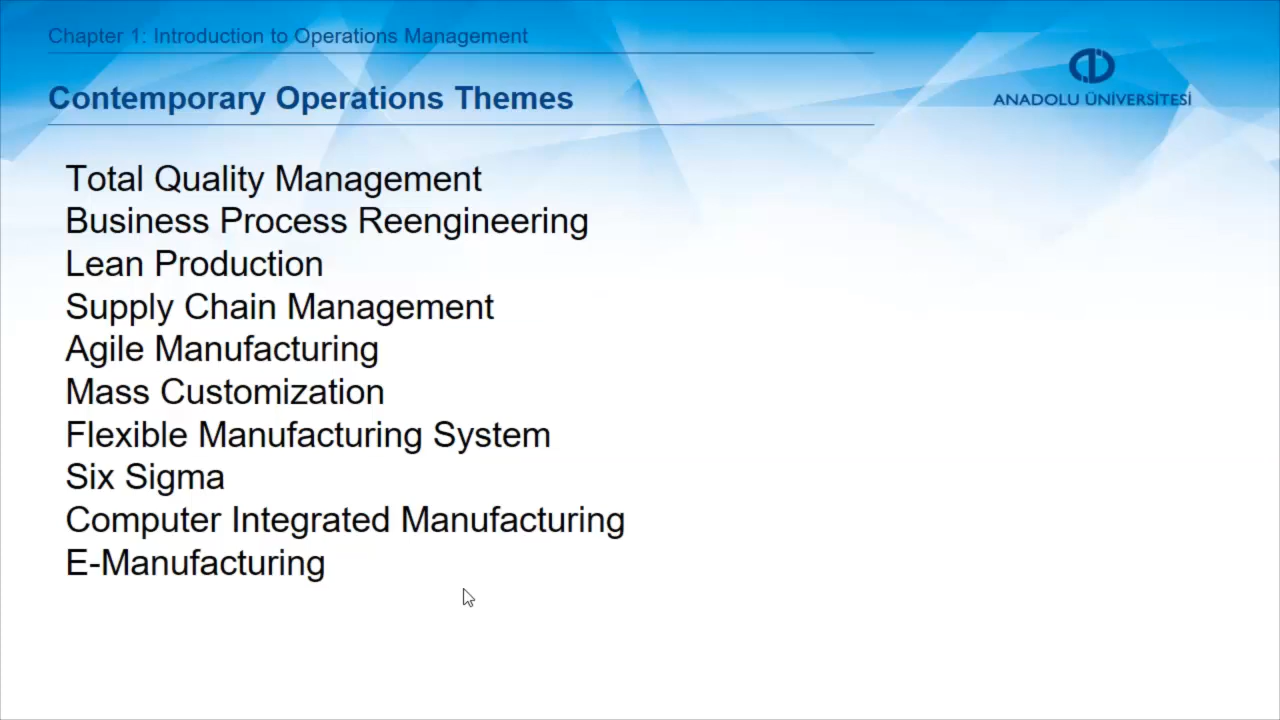 Chapter 1: Introduction to Operations Management
Contemporary Operations Themes
ANADOLU ÜNİVERSİTESİ
Total Quality Management
Business Process Reengineering
Lean Production
Supply Chain Management
Agile Manufacturing
Mass Customization
Flexible Manufacturing System
Six Sigma
Computer Integrated Manufacturing
E-Manufacturing